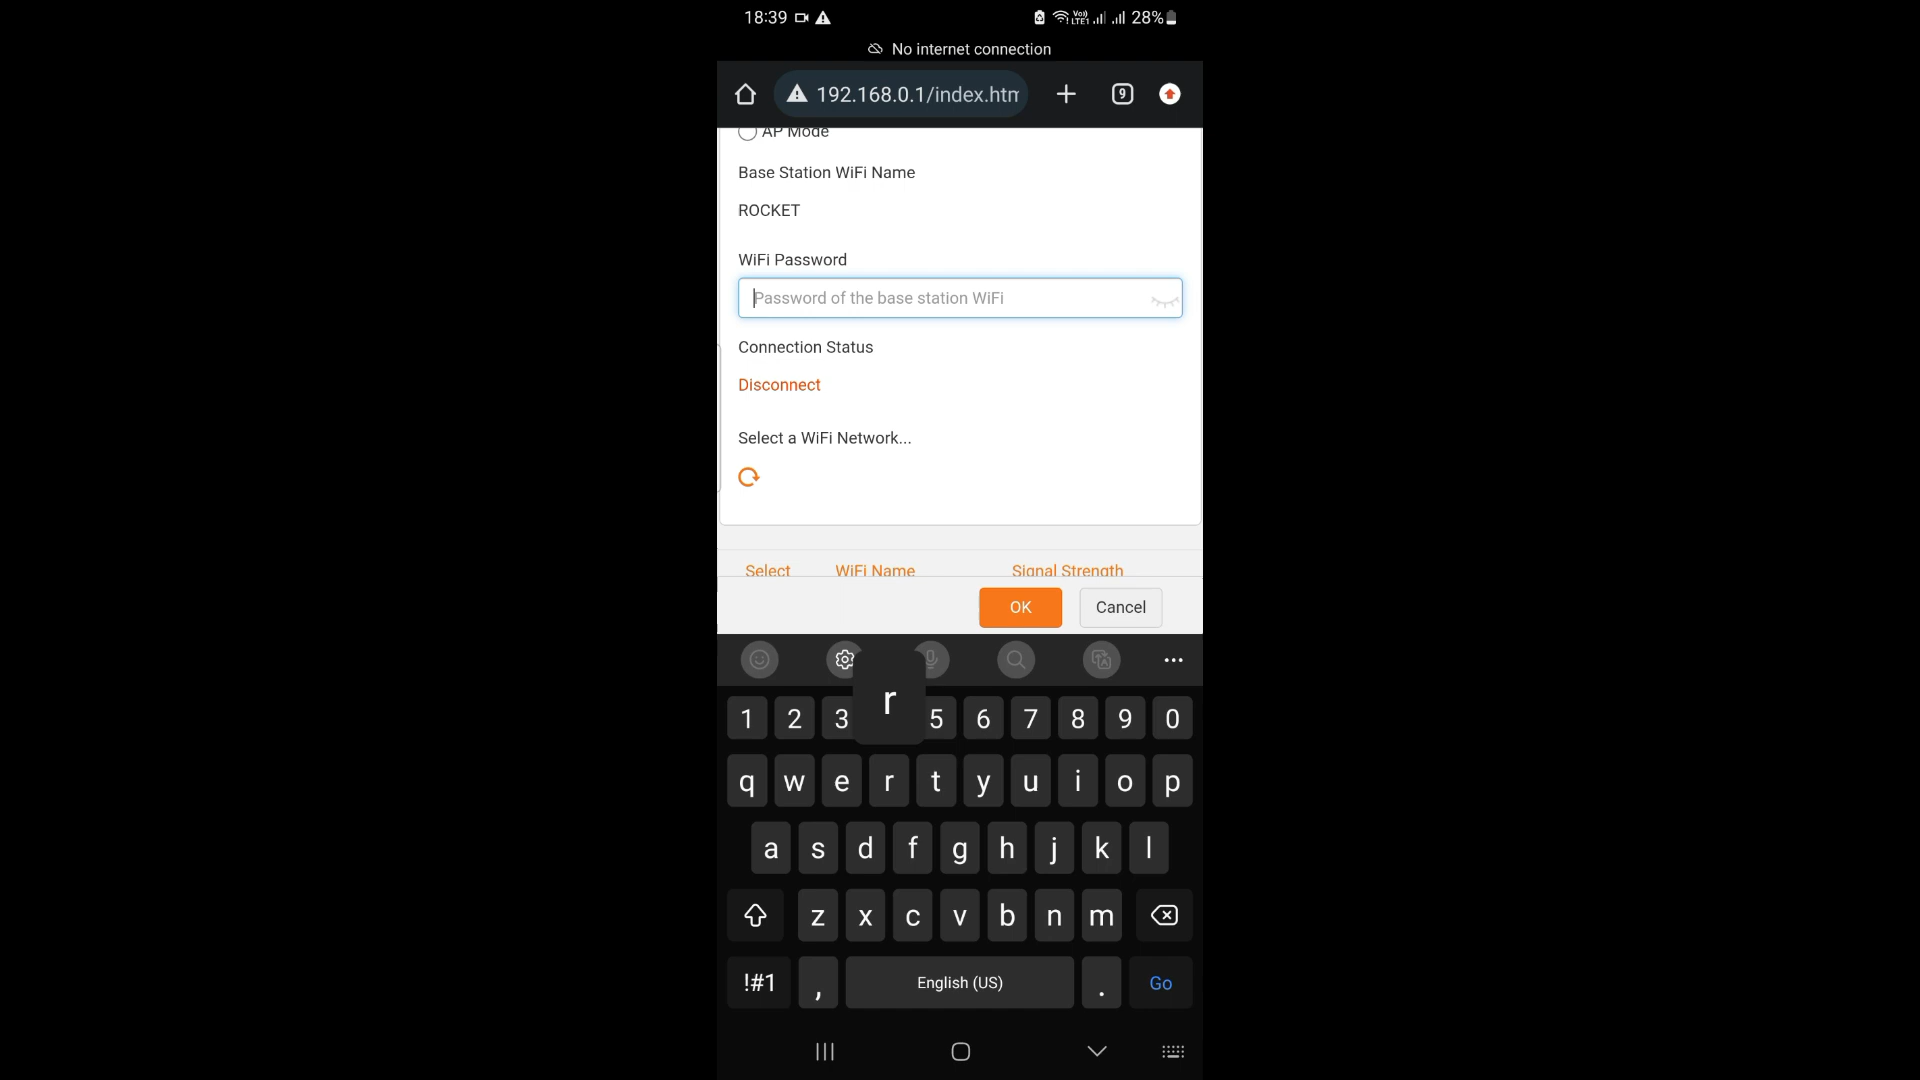 18:39 Vo) LTE1 28%
No internet connection
192.168.0.1/index.htm 9
AP Mode
Base Station WiFi Name
ROCKET
WiFi Password
Password of the base station WiFi
Connection Status
Disconnect
Select a WiFi Network...
Select WiFi Name Signal Strength
OK Cancel
r
1 2 3 5 6 7 8 9 0
q w e r t y u i o p
a s d f g h j k l
z x c v b n m
!#1 , English (US) . Go